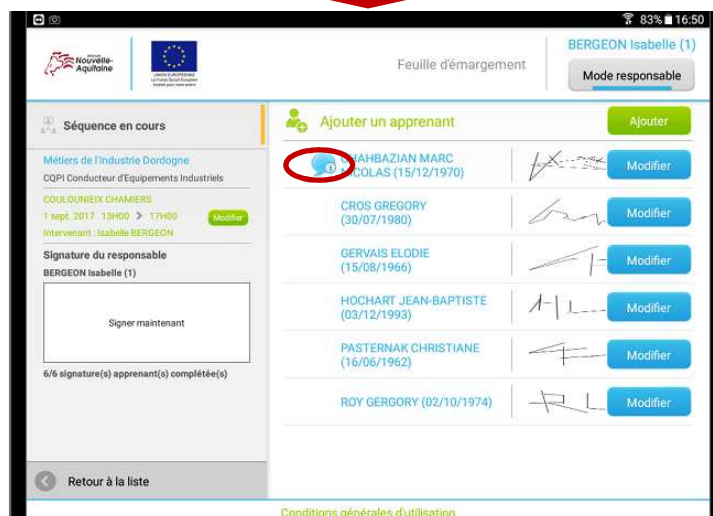 83% 16:50
RÉGION
Nouvelle-
Aquitaine
UNION EUROPÉENNE
Feuille d'émargement
BERGEON Isabelle (1)
Mode responsable
Séquence en cours
Métiers de l'Industrie Dordogne
CQPI Conducteur d'Equipements Industriels
COULOUNIEIX CHAMIERS
1 sept. 2017 13H00 > 17H00
Modifier
Intervenant : Isabelle BERGEON
Signature du responsable
BERGEON Isabelle (1)
Signer maintenant
6/6 signature(s) apprenant(s) complétée(s)
Retour à la liste
Ajouter un apprenant
Ajouter
CHAHBAZIAN MARC
NICOLAS (15/12/1970)
Modifier
CROS GREGORY
(30/07/1980)
Modifier
GERVAIS ELODIE
(15/08/1966)
Modifier
HOCHART JEAN-BAPTISTE
(03/12/1993)
Modifier
PASTERNAK CHRISTIANE
(16/06/1962)
Modifier
ROY GERGORY (02/10/1974)
Modifier
Conditions générales d'utilisation